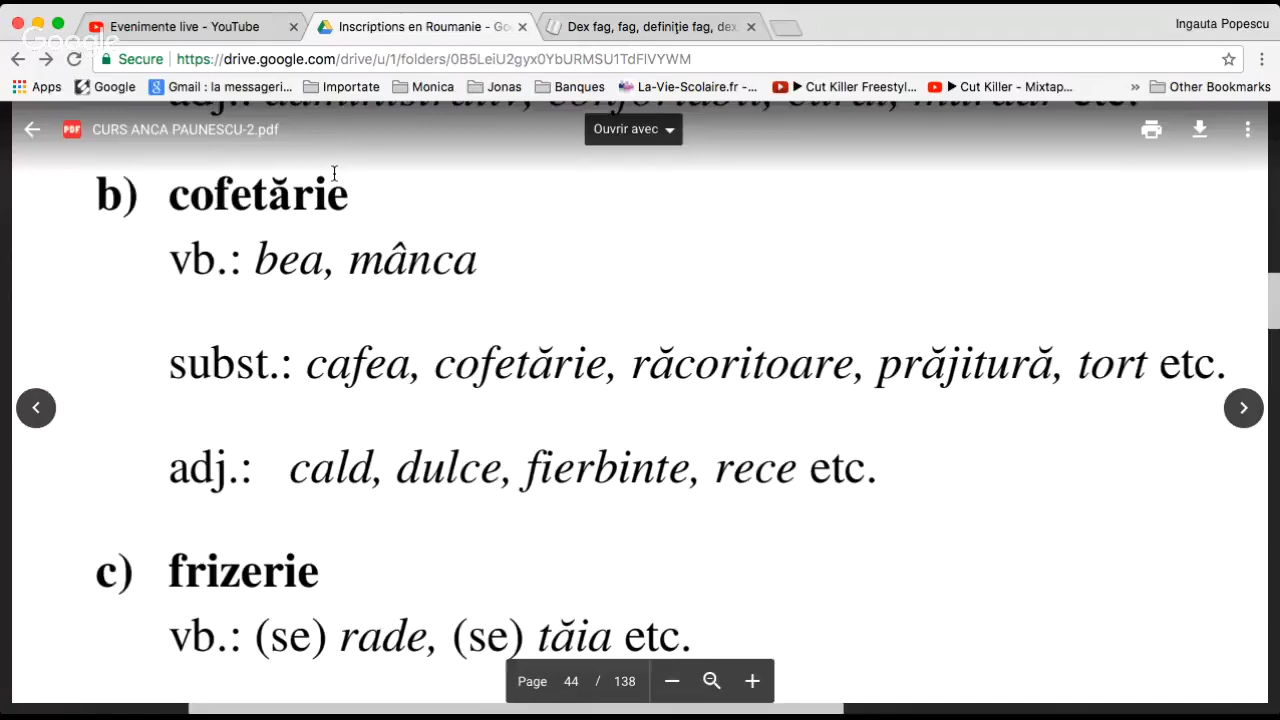 Evenimente live - YouTube
Inscriptions en Roumanie - Go
Dex fag, fag, definiţie fag, dex
Ingauta Popescu
Google
Secure
https://drive.google.com/drive/u/1/folders/0B5LeiU2gyx0YbURMSU1TdFlVYWM
Apps
Google
Gmail : la messageri...
Importate
Monica
Jonas
Banques
La-Vie-Scolaire.fr -...
► Cut Killer Freestyl...
► Cut Killer - Mixtap...
» Other Bookmarks
CURS ANCA PAUNESCU-2.pdf
Ouvrir avec
b) cofetărie
vb.: bea, mânca
subst.: cafea, cofetărie, răcoritoare, prăjitură, tort etc.
adj.: cald, dulce, fierbinte, rece etc.
c) frizerie
vb.: (se) rade, (se) tăia etc.
Page 44 / 138